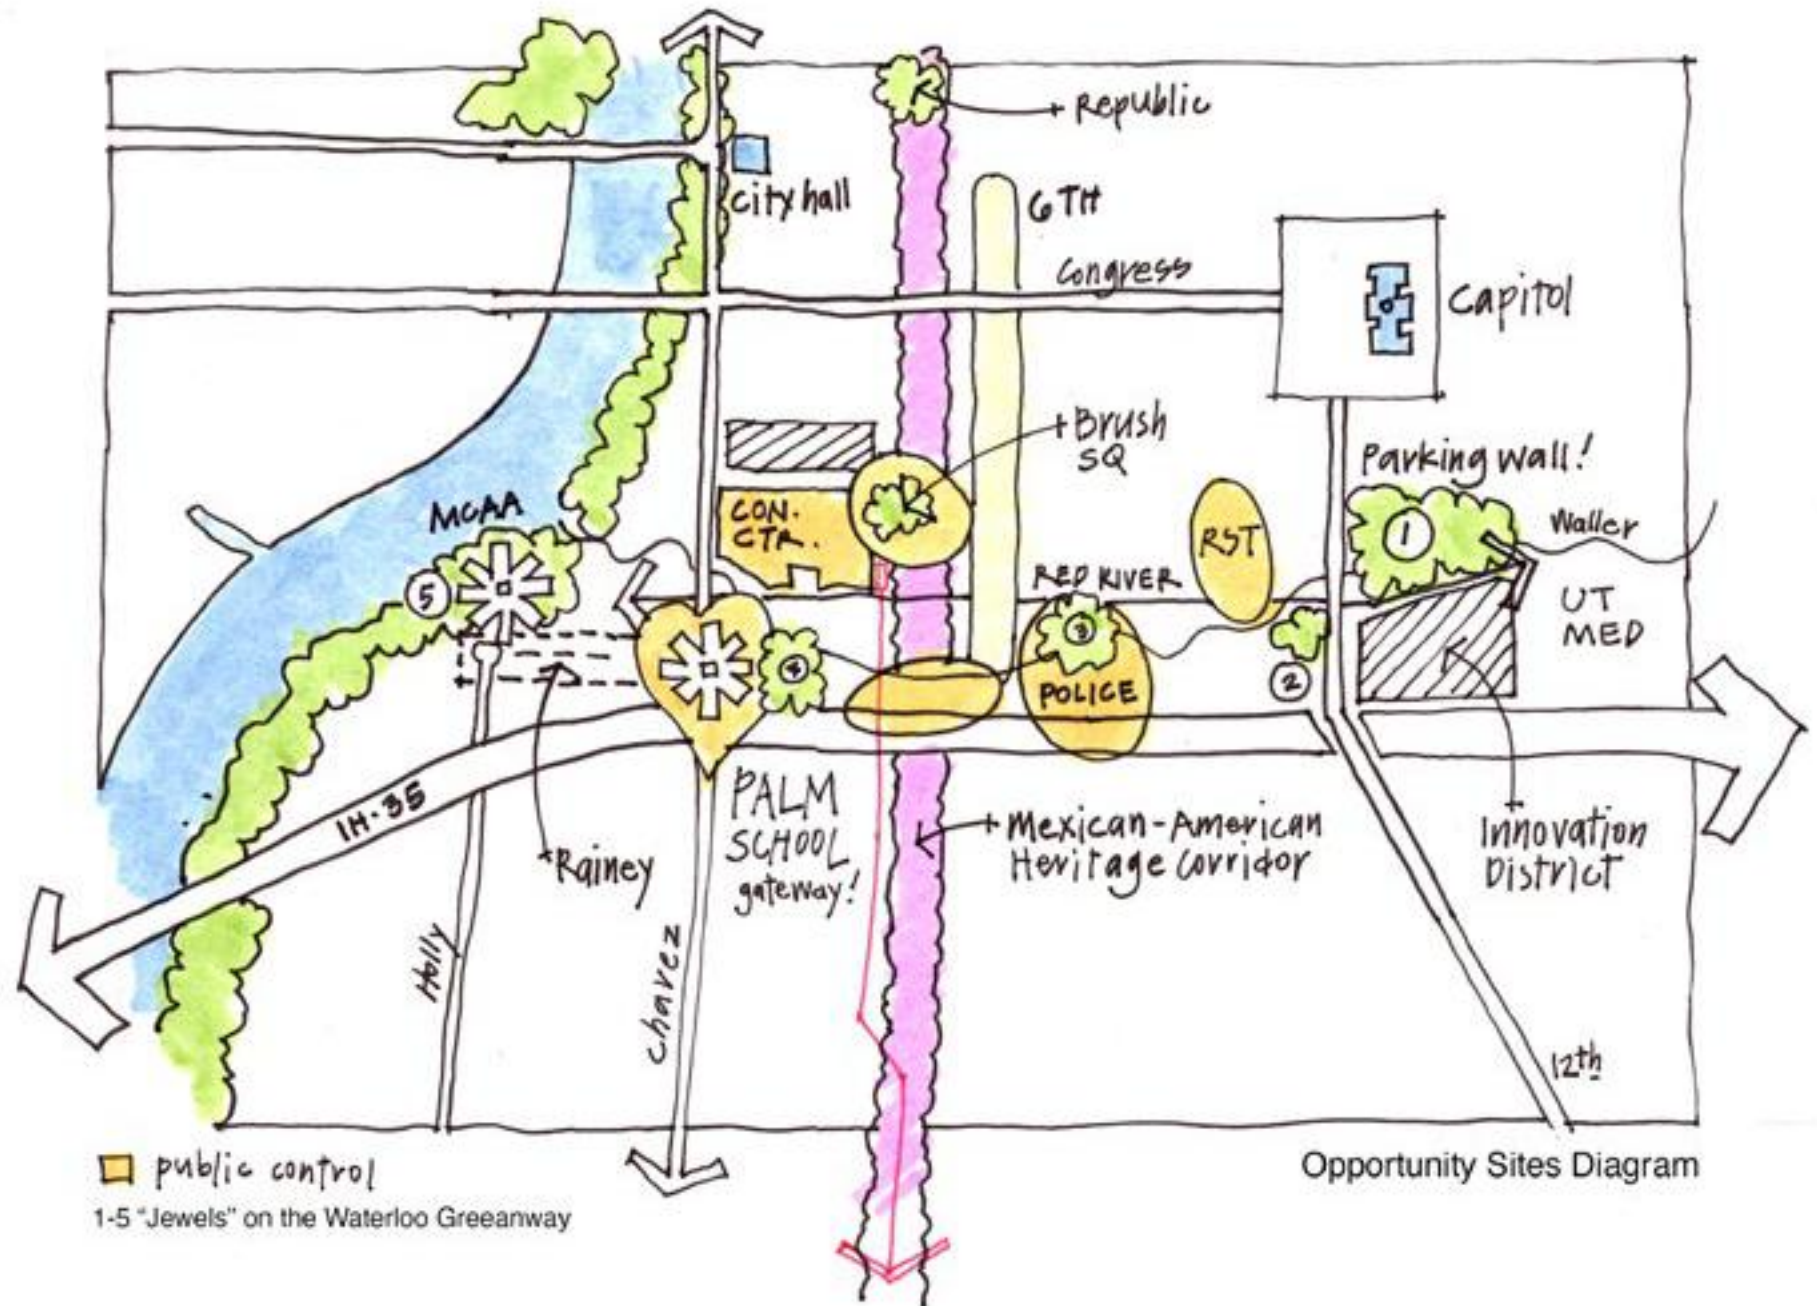 Republic
City hall
6TH
Congress
Capitol
Brush
SQ
Parking wall!
MCAA
CON.
CTR.
RST
1
Waller
5
RED RIVER
3
UT
MED
4
POLICE
2
IH-35
PALM
SCHOOL
gateway!
Rainey
Mexican-American
Heritage Corridor
Innovation
District
Holly
Chavez
12th
public control
Opportunity Sites Diagram
1-5 "Jewels" on the Waterloo Greeanway